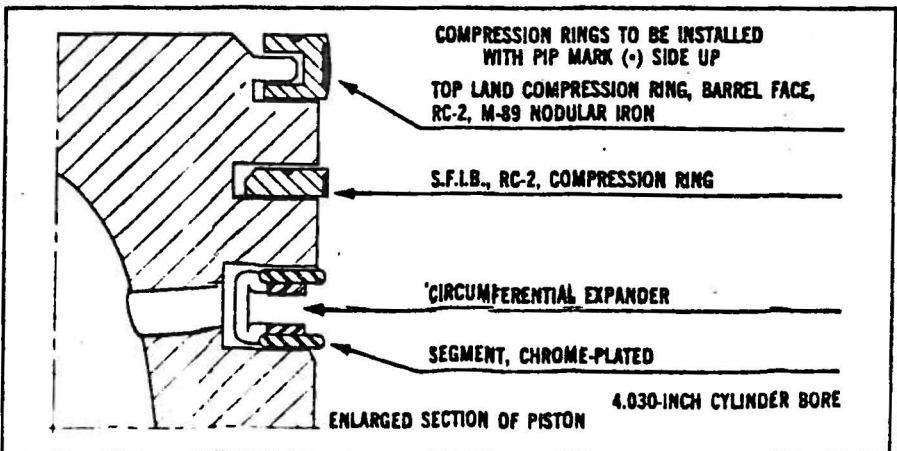 COMPRESSION RINGS TO BE INSTALLED
WITH PIP MARK (•) SIDE UP
TOP LAND COMPRESSION RING, BARREL FACE,
RC-2, M-89 NODULAR IRON
S.F.I.B., RC-2, COMPRESSION RING
CIRCUMFERENTIAL EXPANDER
SEGMENT, CHROME-PLATED
4.030-INCH CYLINDER BORE
ENLARGED SECTION OF PISTON